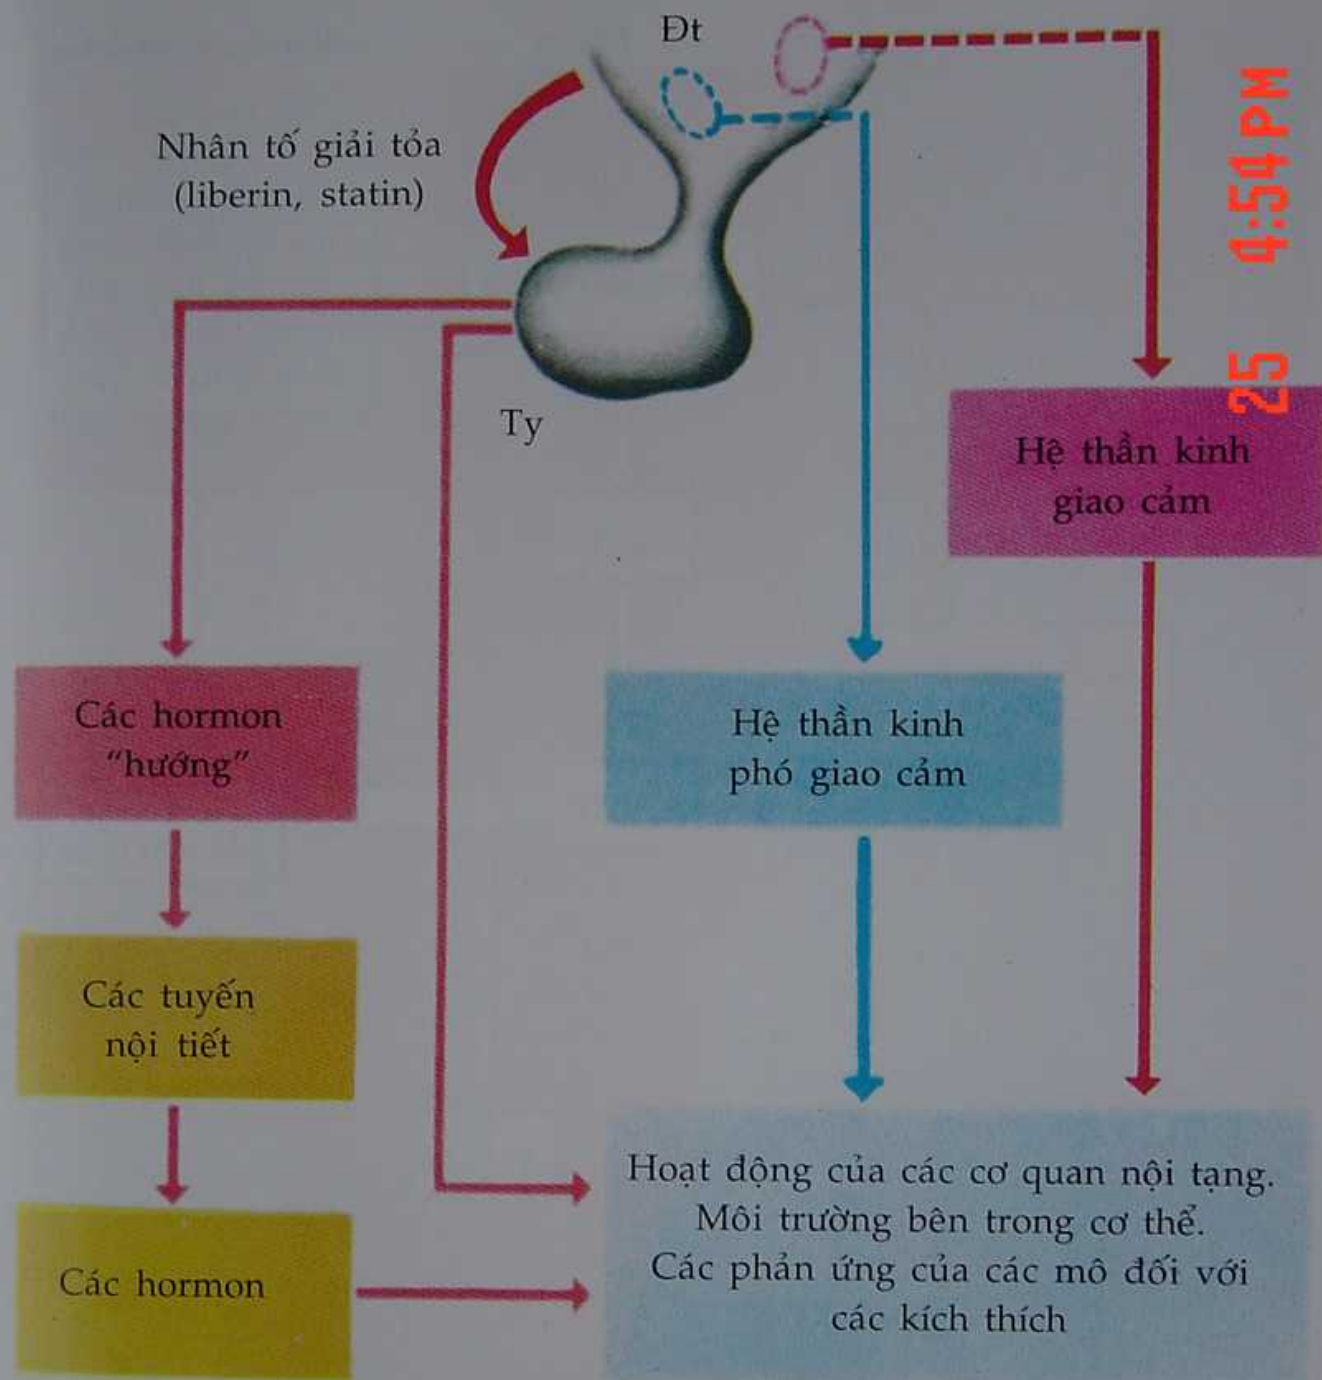 Đt
Nhân tố giải tỏa
(liberin, statin)
Ty
25 4:54 PM
Hệ thần kinh
giao cảm
Các hormon
“hướng”
Hệ thần kinh
phó giao cảm
Các tuyến
nội tiết
Các hormon
Hoạt động của các cơ quan nội tạng.
Môi trường bên trong cơ thể.
Các phản ứng của các mô đối với
các kích thích